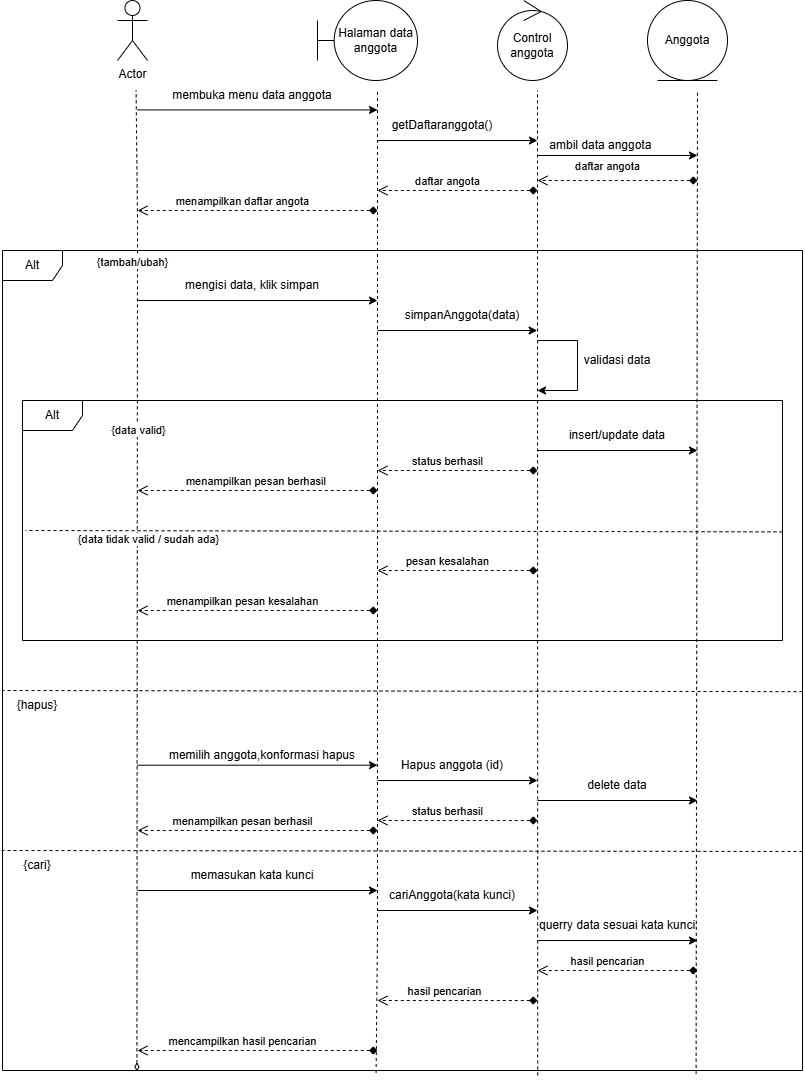 Halaman data
anggota
Control
anggota
Anggota
Actor
membuka menu data anggota
getDaftaranggota()
ambil data anggota
daftar angota
daftar angota
menampilkan daftar angota
Alt
{tambah/ubah}
mengisi data, klik simpan
simpanAnggota(data)
validasi data
Alt
{data valid}
insert/update data
status berhasil
menampilkan pesan berhasil
{data tidak valid / sudah ada}
pesan kesalahan
menampilkan pesan kesalahan
{hapus}
memilih anggota,konformasi hapus
Hapus anggota (id)
delete data
status berhasil
menampilkan pesan berhasil
{cari}
memasukan kata kunci
cariAnggota(kata kunci)
querry data sesuai kata kunci
hasil pencarian
hasil pencarian
mencampilkan hasil pencarian